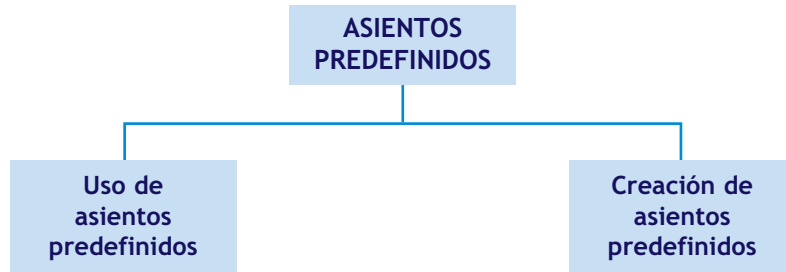 ASIENTOS
PREDEFINIDOS
Uso de
asientos
predefinidos
Creación de
asientos
predefinidos